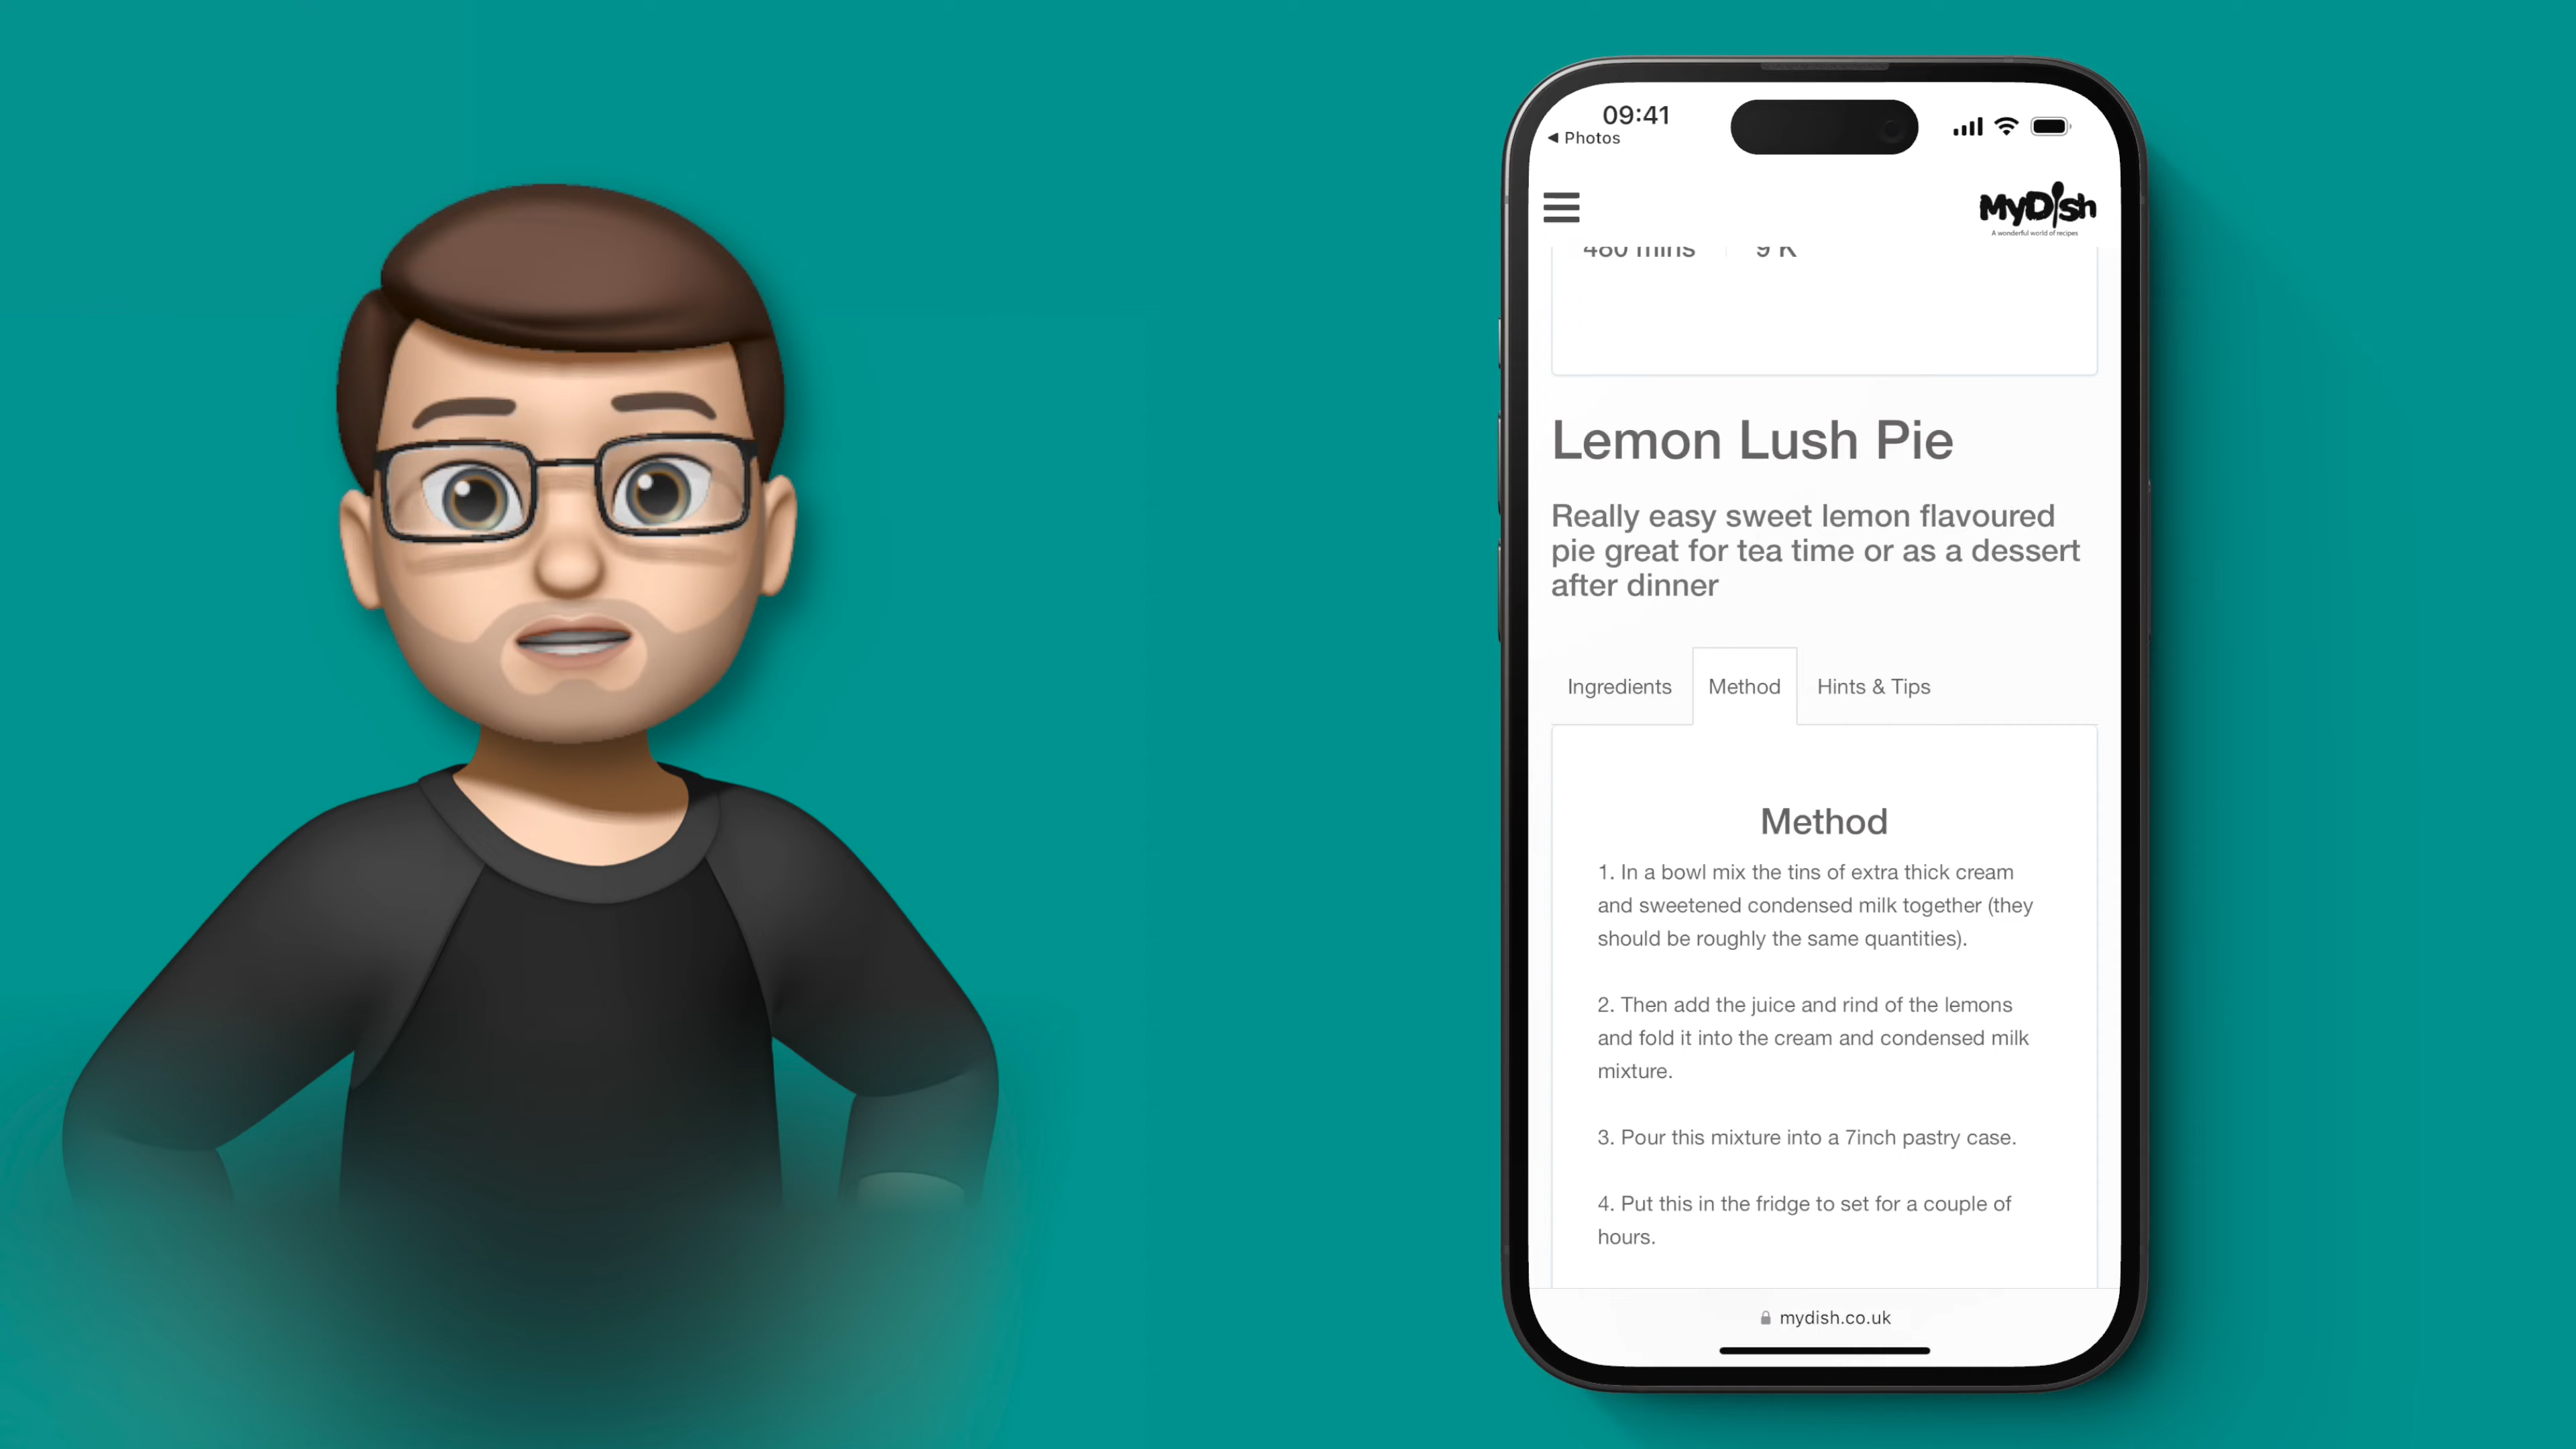 09:41
◀ Photos
MyDish
A wonderful world of recipes
480 mins 9 K
Lemon Lush Pie
Really easy sweet lemon flavoured
pie great for tea time or as a dessert
after dinner
Ingredients Method Hints & Tips
Method
1. In a bowl mix the tins of extra thick cream
and sweetened condensed milk together (they
should be roughly the same quantities).
2. Then add the juice and rind of the lemons
and fold it into the cream and condensed milk
mixture.
3. Pour this mixture into a 7inch pastry case.
4. Put this in the fridge to set for a couple of
hours.
mydish.co.uk